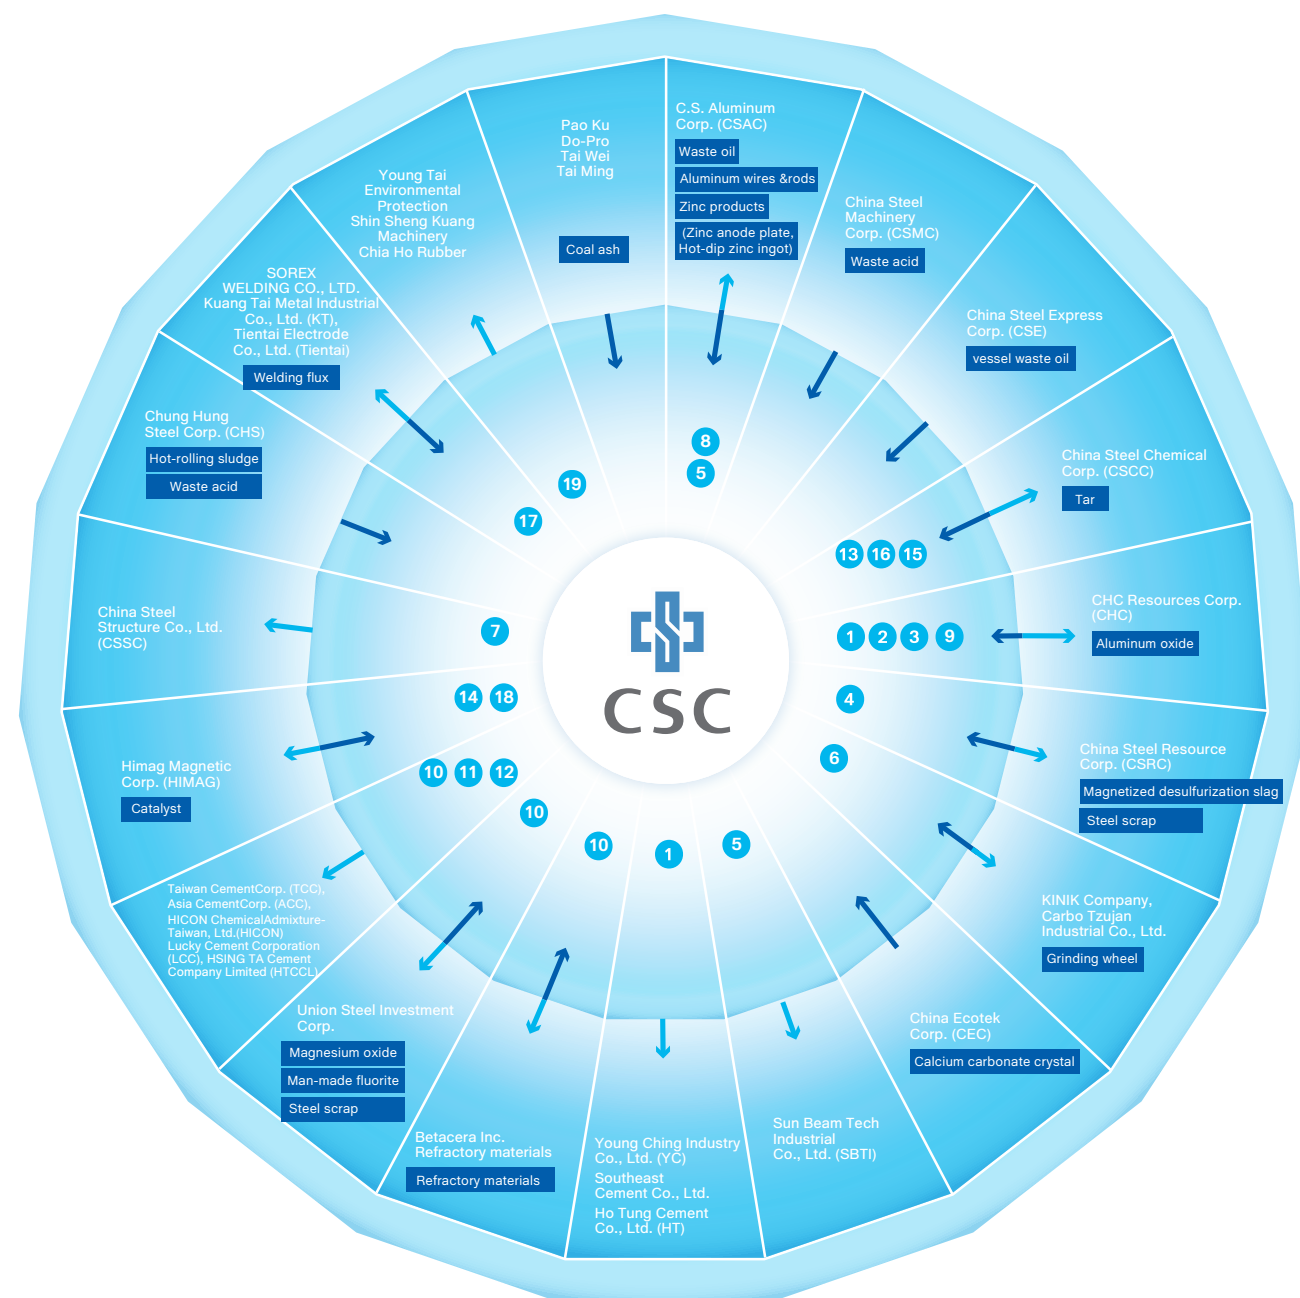 Pao Ku
Do-Pro
Tai Wei
Tai Ming
Coal ash
C.S. Aluminum
Corp. (CSAC)
Waste oil
Aluminum wires &rods
Zinc products
(Zinc anode plate,
Hot-dip zinc ingot)
China Steel
Machinery
Corp. (CSMC)
Waste acid
China Steel Express
Corp. (CSE)
vessel waste oil
China Steel Chemical
Corp. (CSCC)
Tar
CHC Resources Corp.
(CHC)
Aluminum oxide
China Steel Resource
Corp. (CSRC)
Magnetized desulfurization slag
Steel scrap
KINIK Company,
Carbo Tzujan
Industrial Co., Ltd.
Grinding wheel
China Ecotek
Corp. (CEC)
Calcium carbonate crystal
Sun Beam Tech
Industrial
Co., Ltd. (SBTI)
Young Ching Industry
Co., Ltd. (YC)
Southeast
Cement Co., Ltd.
Ho Tung Cement
Co., Ltd. (HT)
Betacera Inc.
Refractory materials
Refractory materials
Union Steel Investment
Corp.
Magnesium oxide
Man-made fluorite
Steel scrap
Taiwan CementCorp. (TCC),
Asia CementCorp. (ACC),
HICON ChemicalAdmixture-
Taiwan, Ltd.(HICON)
Lucky Cement Corporation
(LCC), HSING TA Cement
Company Limited (HTCCL)
Himag Magnetic
Corp. (HIMAG)
Catalyst
China Steel
Structure Co., Ltd.
(CSSC)
Chung Hung
Steel Corp. (CHS)
Hot-rolling sludge
Waste acid
SOREX
WELDING CO., LTD.
Kuang Tai Metal Industrial
Co., Ltd. (KT),
Tientai Electrode
Co., Ltd. (Tientai)
Welding flux
Young Tai
Environmental
Protection
Shin Sheng Kuang
Machinery
Chia Ho Rubber
8
5
13 16 15
1 2 3 9
4
6
5
1
10
10
10 11 12
14 18
7
17
19
CSC